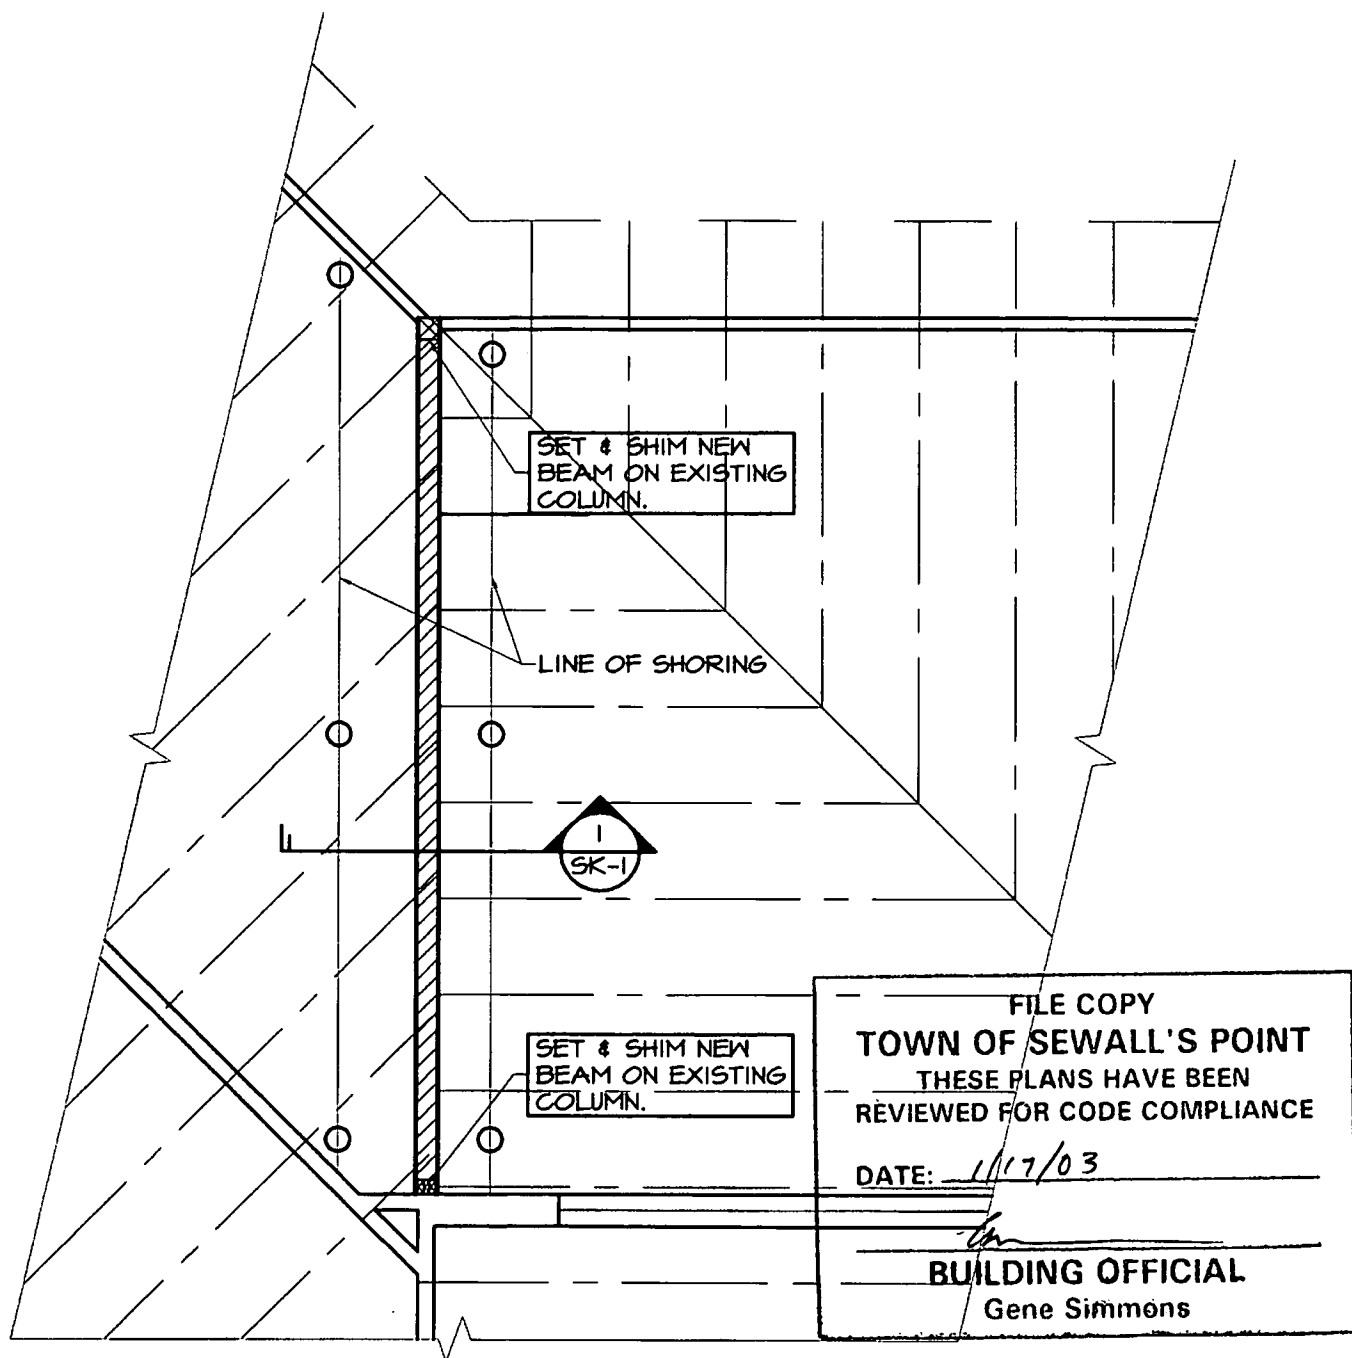 SET & SHIM NEW
BEAM ON EXISTING
COLUMN.
LINE OF SHORING
1
SK-1
SET & SHIM NEW
BEAM ON EXISTING
COLUMN.
FILE COPY
TOWN OF SEWALL'S POINT
THESE PLANS HAVE BEEN
REVIEWED FOR CODE COMPLIANCE
DATE: 1/17/03
BUILDING OFFICIAL
Gene Simmons